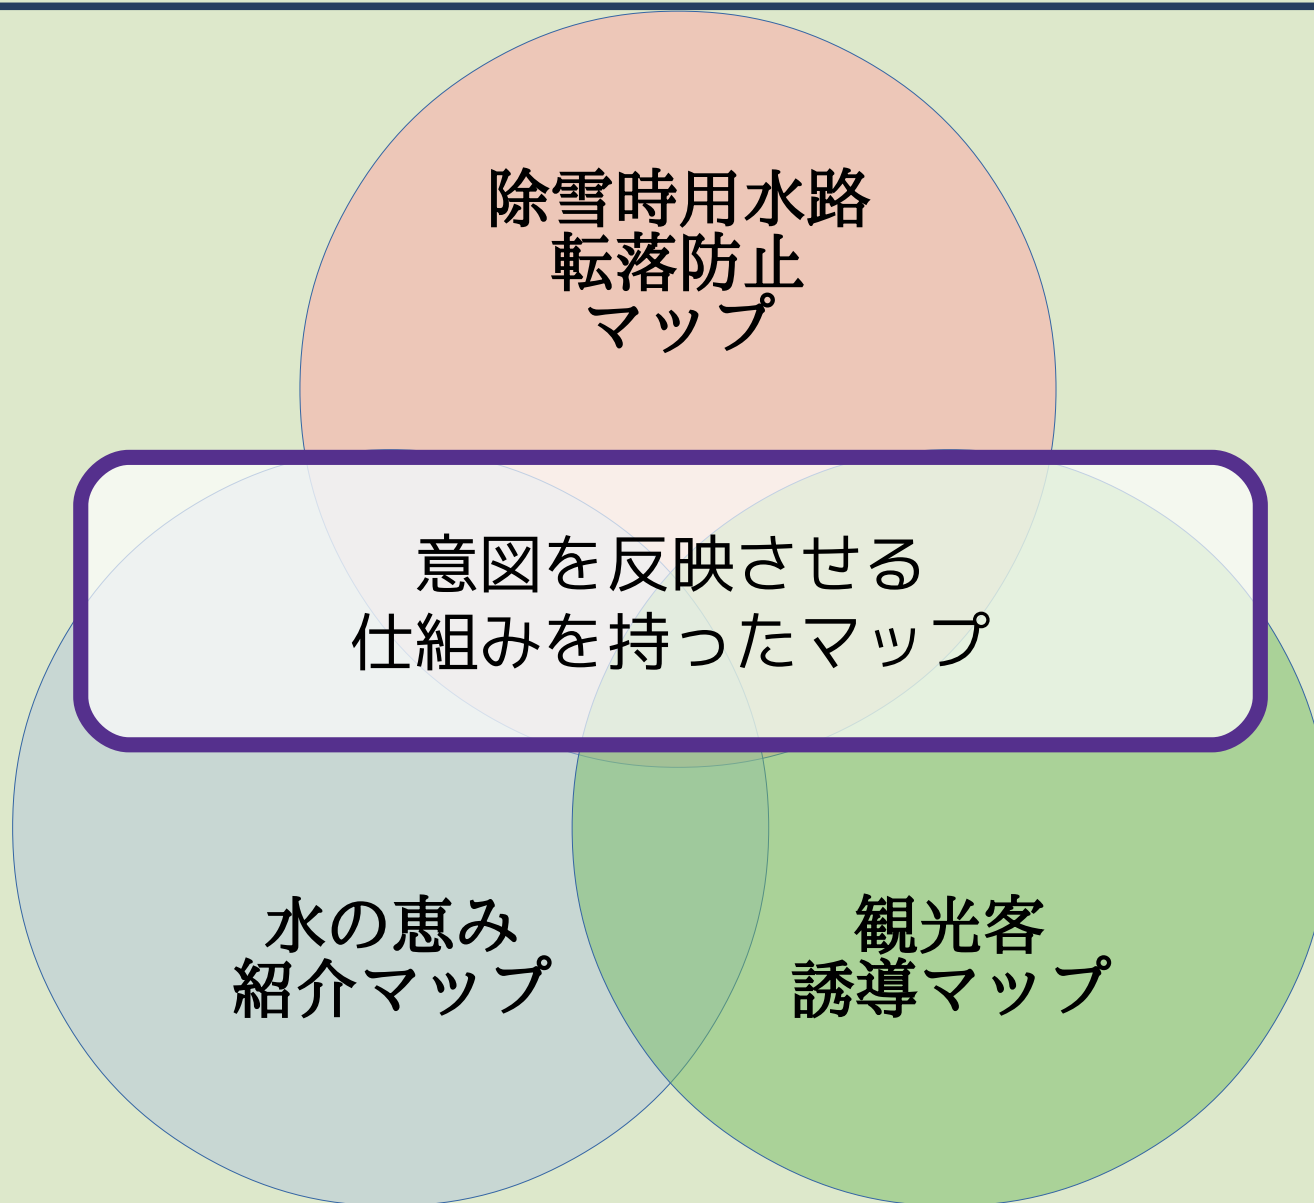 除雪時用水路
転落防止
マップ
意図を反映させる
仕組みを持ったマップ
水の恵み
紹介マップ
観光客
誘導マップ